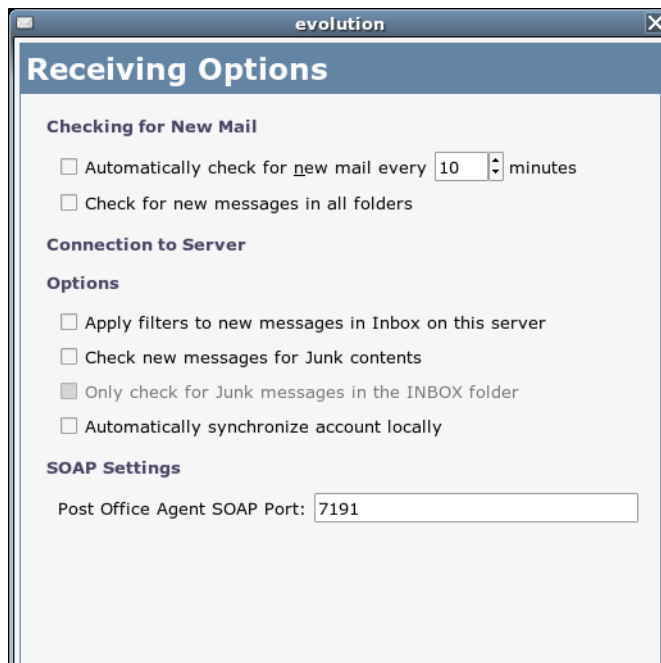 evolution
Receiving Options
Checking for New Mail
Automatically check for new mail every 10 minutes
Check for new messages in all folders
Connection to Server
Options
Apply filters to new messages in Inbox on this server
Check new messages for Junk contents
Only check for Junk messages in the INBOX folder
Automatically synchronize account locally
SOAP Settings
Post Office Agent SOAP Port: 7191